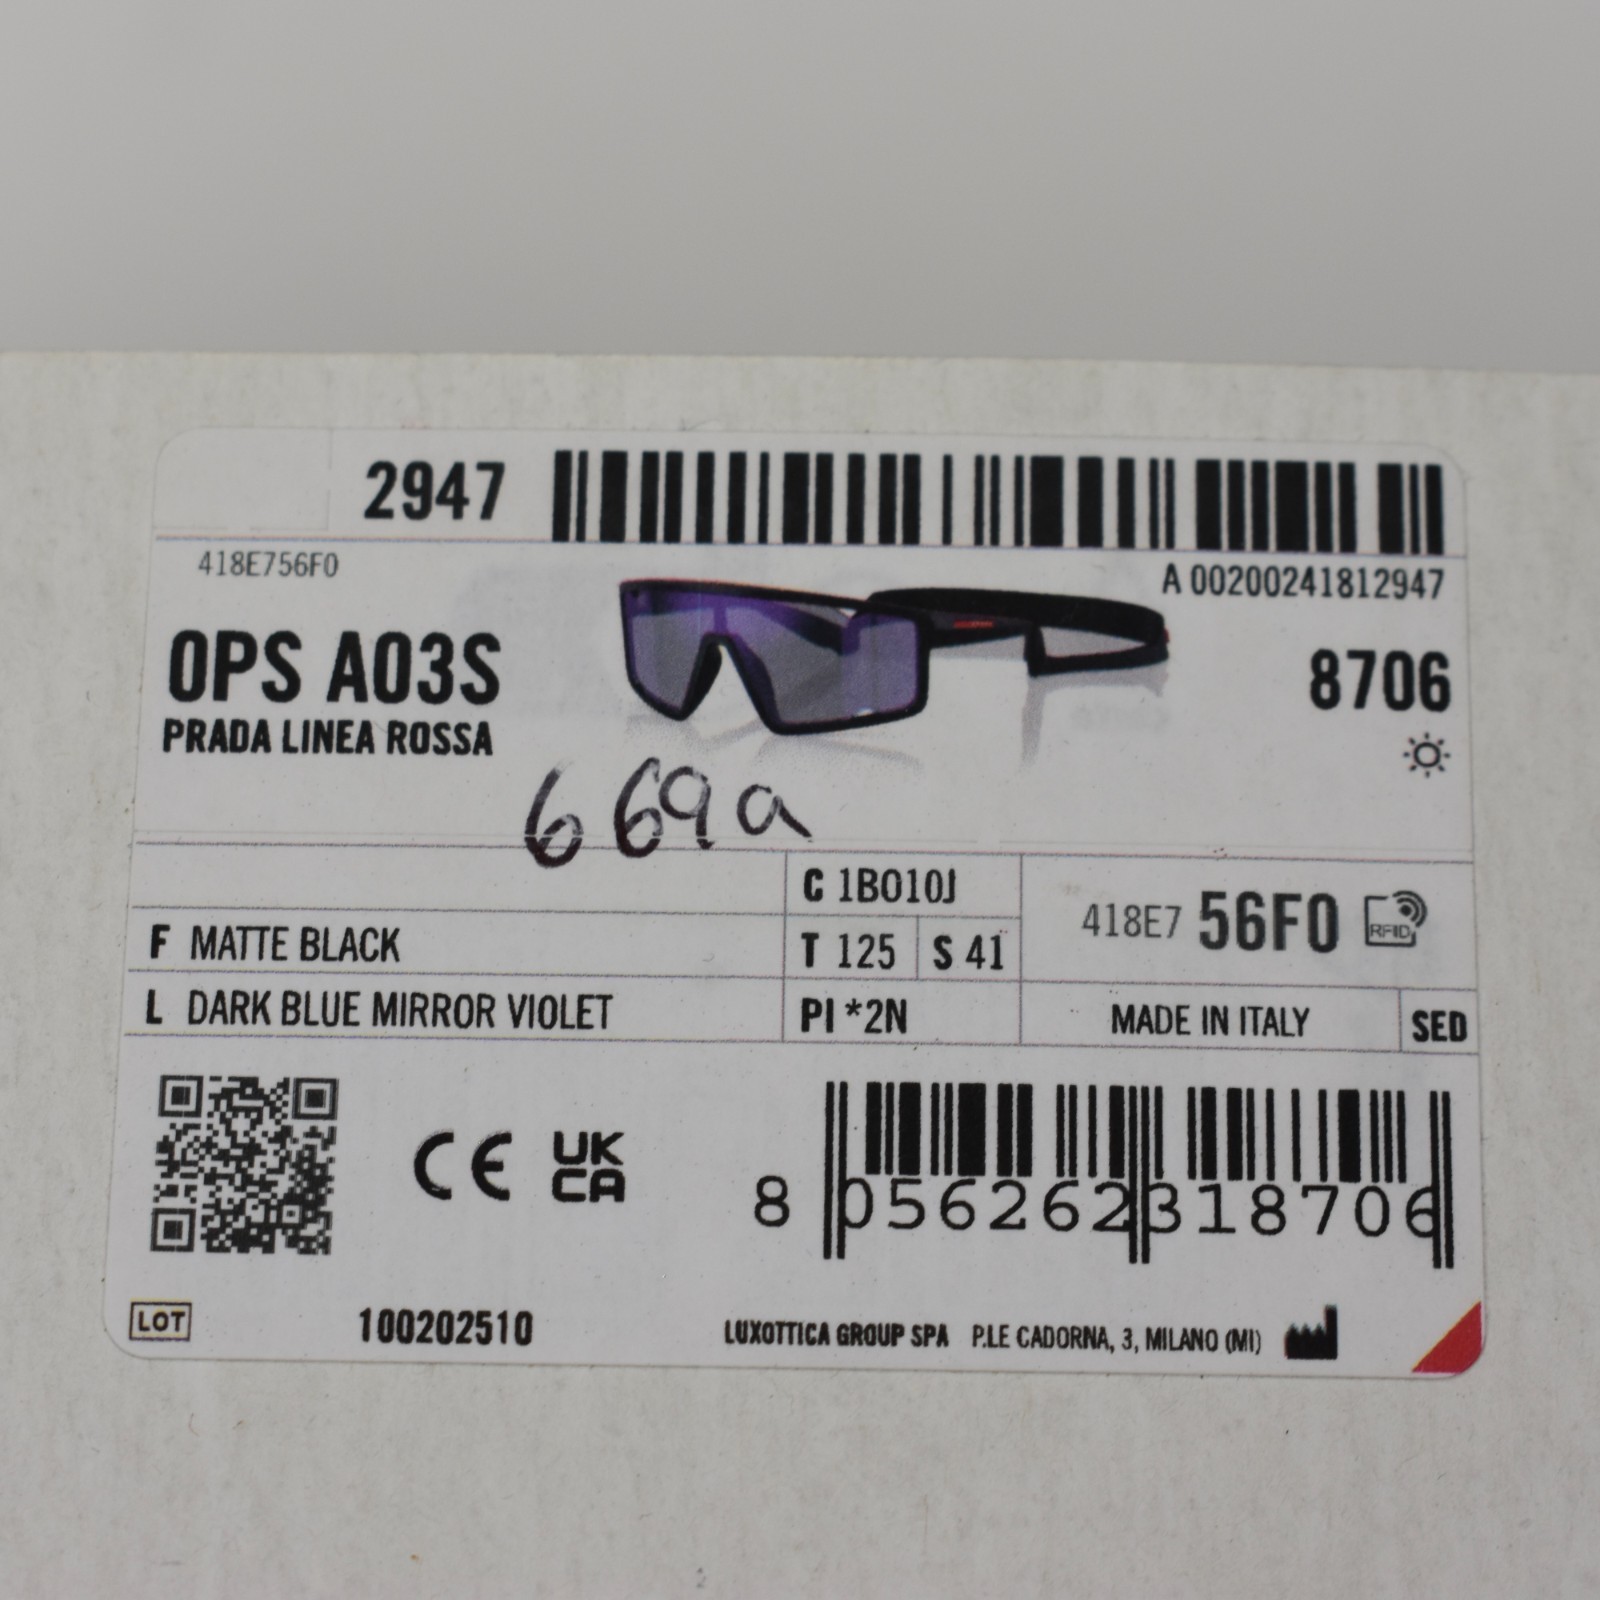 2947
418E756F0
A 00200241812947
0PS A03S
8706
PRADA LINEA ROSSA
669a
C 1BO10J
F MATTE BLACK
T 125 S 41
418E7 56F0 RFID
L DARK BLUE MIRROR VIOLET
PI *2N
MADE IN ITALY
SED
CE UK CA
8 056262 318706
LOT 100202510
LUXOTTICA GROUP SPA P.LE CADORNA, 3, MILANO (MI)